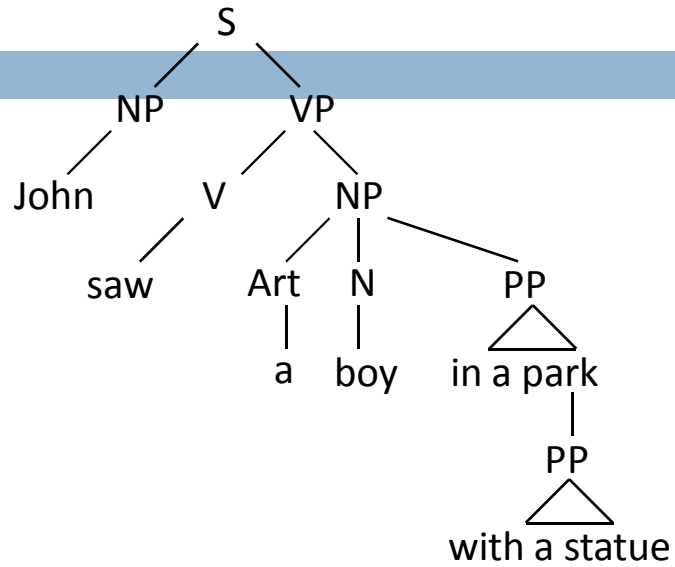 S
NP VP
John V NP
saw Art N PP
a boy in a park
PP
with a statue